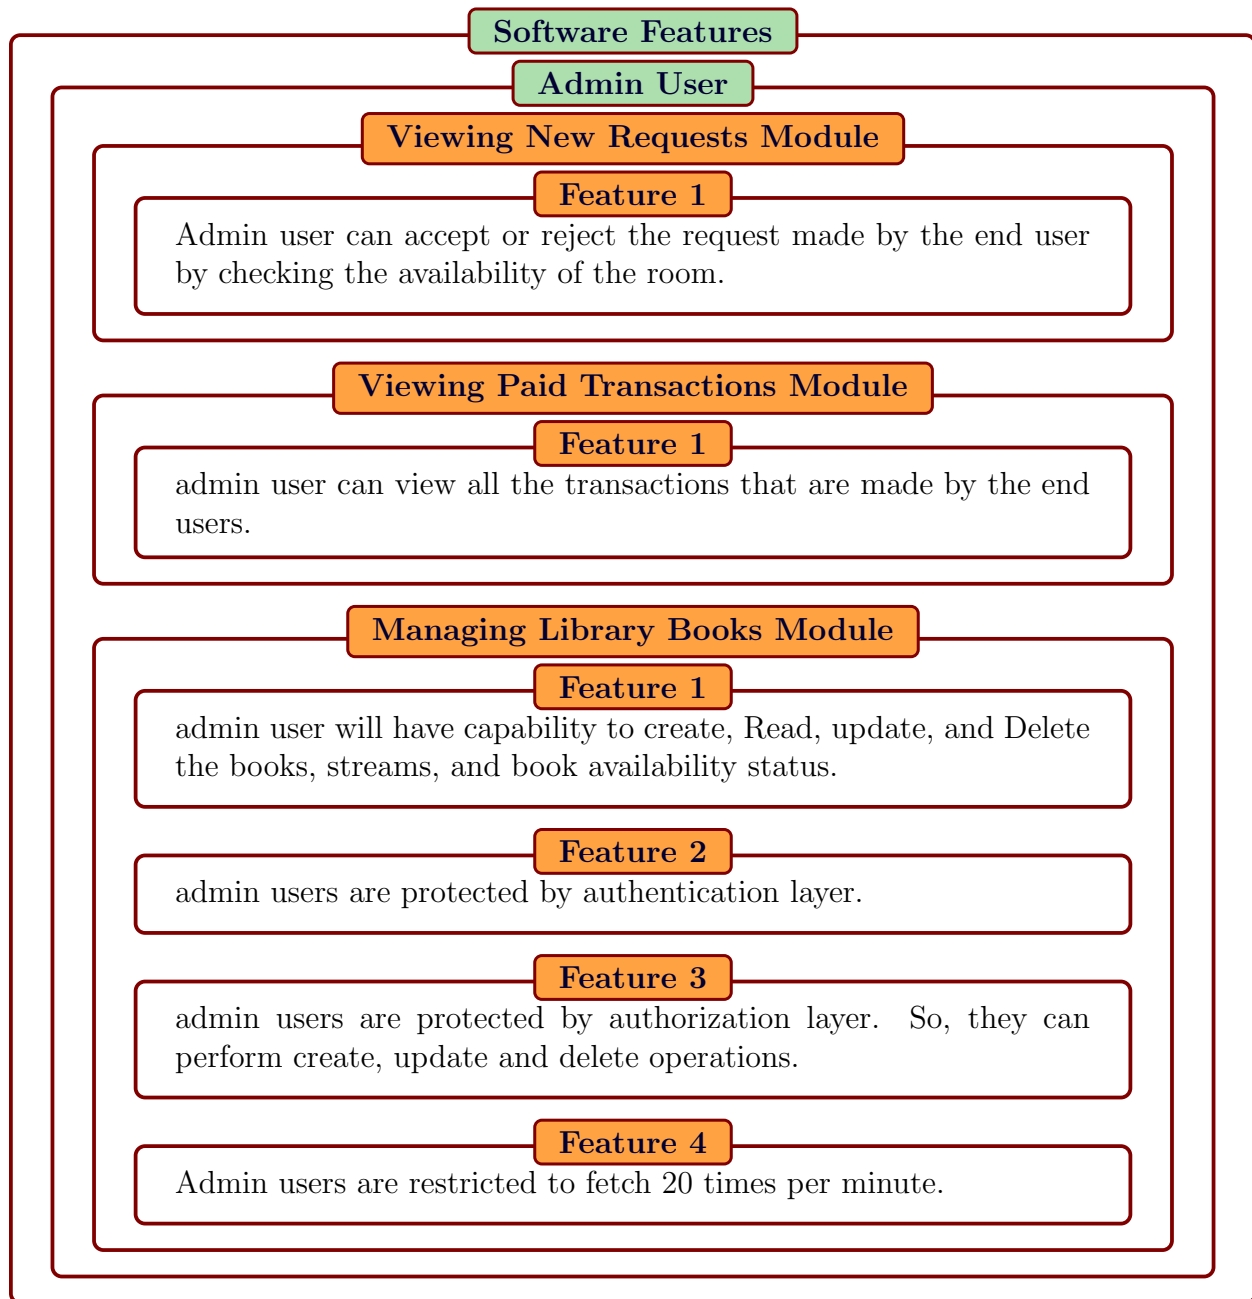 Software Features
Admin User
Viewing New Requests Module
Feature 1
Admin user can accept or reject the request made by the end user
by checking the availability of the room.
Viewing Paid Transactions Module
Feature 1
admin user can view all the transactions that are made by the end
users.
Managing Library Books Module
Feature 1
admin user will have capability to create, Read, update, and Delete
the books, streams, and book availability status.
Feature 2
admin users are protected by authentication layer.
Feature 3
admin users are protected by authorization layer. So, they can
perform create, update and delete operations.
Feature 4
Admin users are restricted to fetch 20 times per minute.